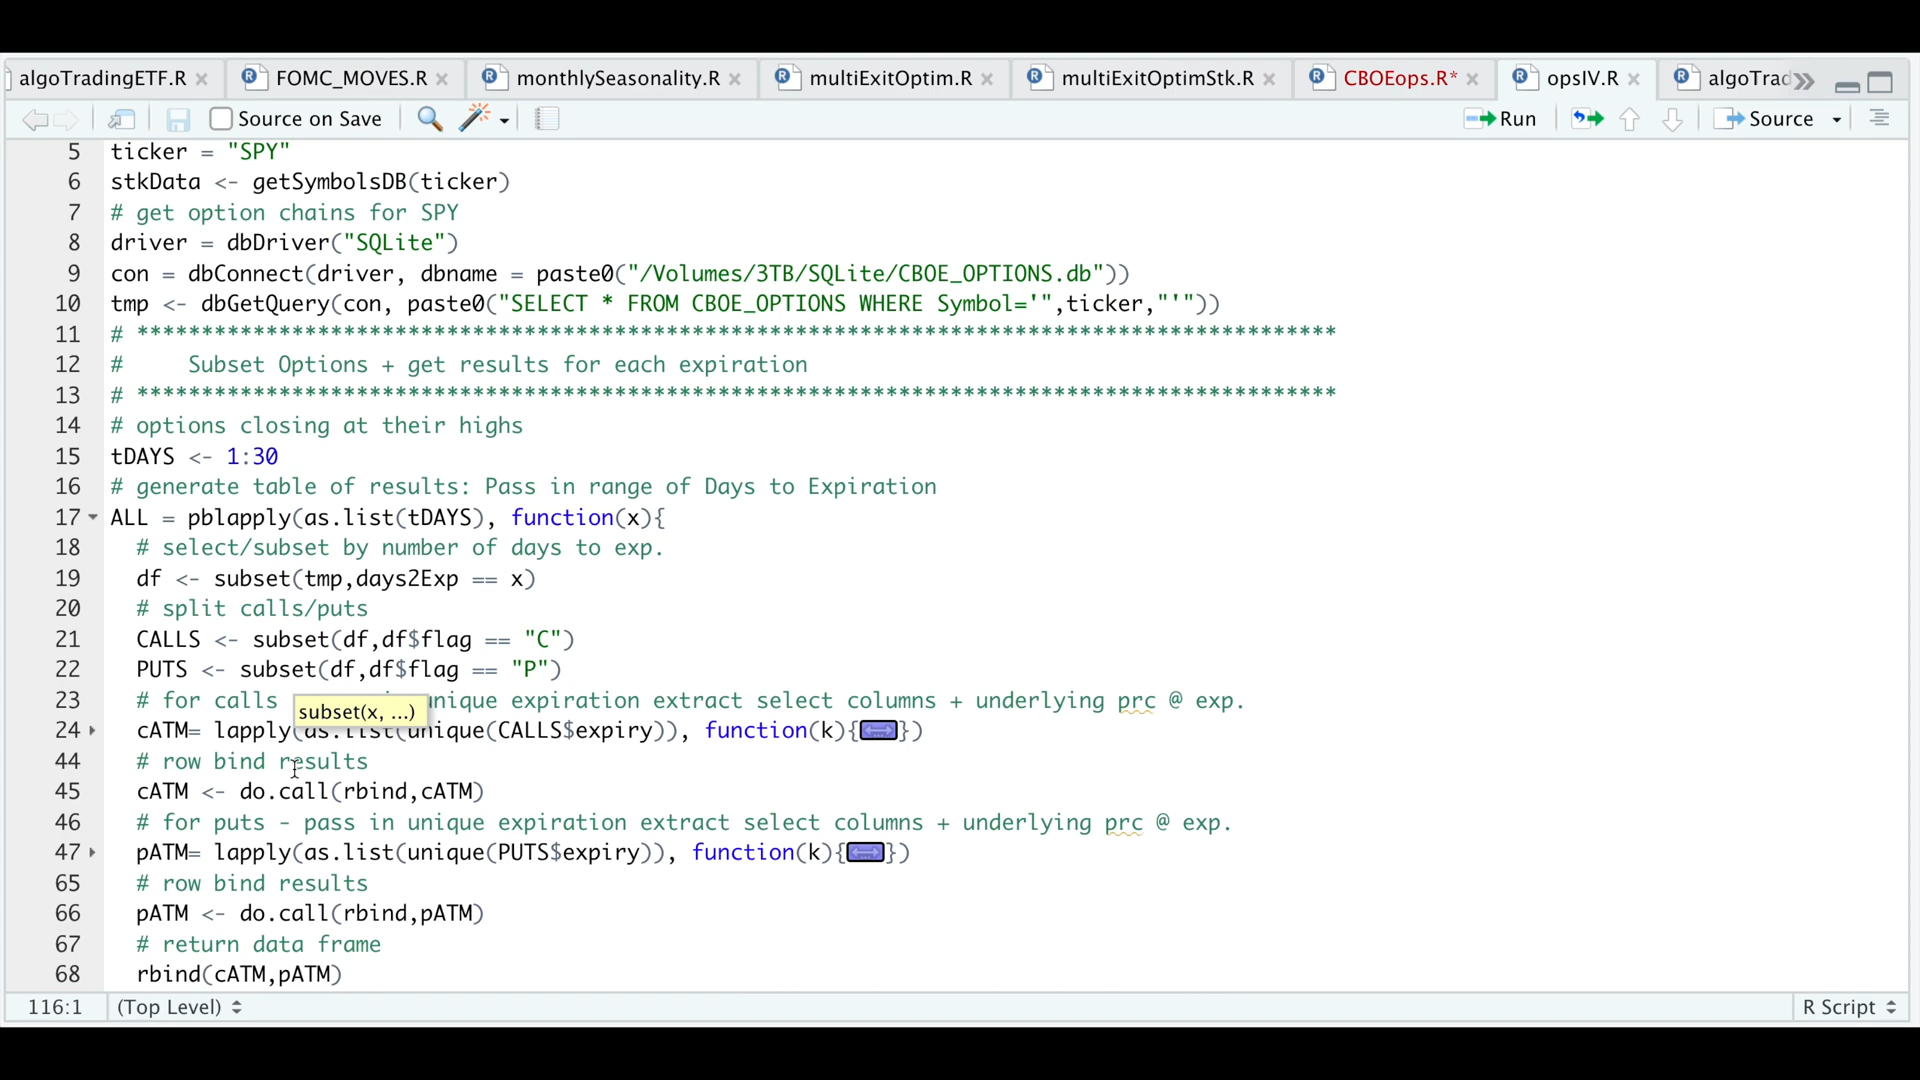 algoTradingETF.R FOMC_MOVES.R monthlySeasonality.R multiExitOptim.R multiExitOptimStk.R CBOEops.R* opsIV.R algoTrad
Source on Save Run Source
5 ticker = "SPY"
6 stkData <- getSymbolsDB(ticker)
7 # get option chains for SPY
8 driver = dbDriver("SQLite")
9 con = dbConnect(driver, dbname = paste0("/Volumes/3TB/SQLite/CBOE_OPTIONS.db"))
10 tmp <- dbGetQuery(con, paste0("SELECT * FROM CBOE_OPTIONS WHERE Symbol='",ticker,"'"))
11 # *********************************************************************************************
12 #     Subset Options + get results for each expiration
13 # *********************************************************************************************
14 # options closing at their highs
15 tDAYS <- 1:30
16 # generate table of results: Pass in range of Days to Expiration
17 ALL = pblapply(as.list(tDAYS), function(x){
18   # select/subset by number of days to exp.
19   df <- subset(tmp,days2Exp == x)
20   # split calls/puts
21   CALLS <- subset(df,df$flag == "C")
22   PUTS <- subset(df,df$flag == "P")
23   # for calls unique expiration extract select columns + underlying prc @ exp.
subset(x, ...)
24   cATM= lapply(as.list(unique(CALLS$expiry)), function(k){})
44   # row bind results
45   cATM <- do.call(rbind,cATM)
46   # for puts - pass in unique expiration extract select columns + underlying prc @ exp.
47   pATM= lapply(as.list(unique(PUTS$expiry)), function(k){})
65   # row bind results
66   pATM <- do.call(rbind,pATM)
67   # return data frame
68   rbind(cATM,pATM)
116:1 (Top Level) R Script